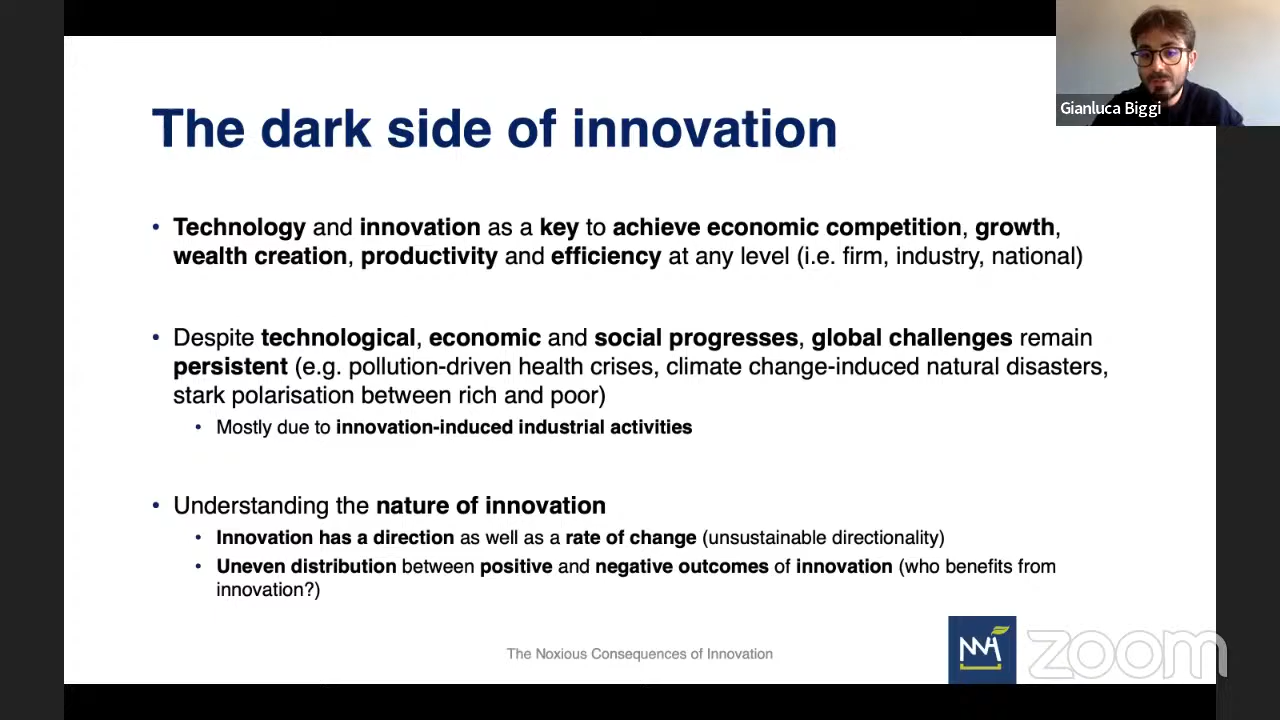 The dark side of innovation
Gianluca Biggi
• Technology and innovation as a key to achieve economic competition, growth,
wealth creation, productivity and efficiency at any level (i.e. firm, industry, national)
• Despite technological, economic and social progresses, global challenges remain
persistent (e.g. pollution-driven health crises, climate change-induced natural disasters,
stark polarisation between rich and poor)
• Mostly due to innovation-induced industrial activities
• Understanding the nature of innovation
• Innovation has a direction as well as a rate of change (unsustainable directionality)
• Uneven distribution between positive and negative outcomes of innovation (who benefits from
innovation?)
The Noxious Consequences of Innovation
zoom